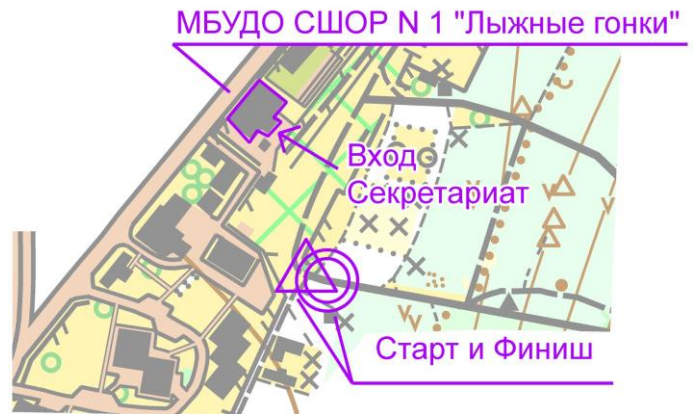 МБУДО СШОР N 1 "Лыжные гонки"
Вход
Секретариат
Старт и Финиш